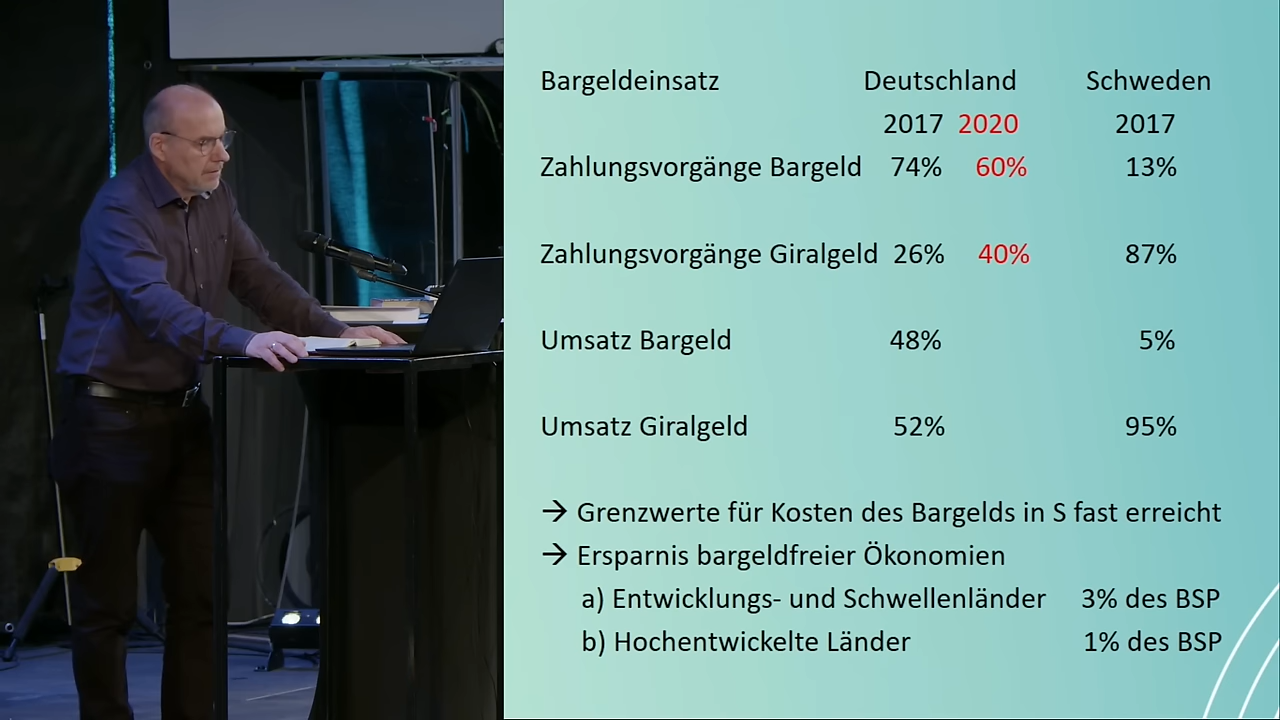 Bargeldeinsatz Deutschland Schweden
2017 2020 2017
Zahlungsvorgänge Bargeld 74% 60% 13%
Zahlungsvorgänge Giralgeld 26% 40% 87%
Umsatz Bargeld 48% 5%
Umsatz Giralgeld 52% 95%
→ Grenzwerte für Kosten des Bargelds in S fast erreicht
→ Ersparnis bargeldfreier Ökonomien
a) Entwicklungs- und Schwellenländer 3% des BSP
b) Hochentwickelte Länder 1% des BSP